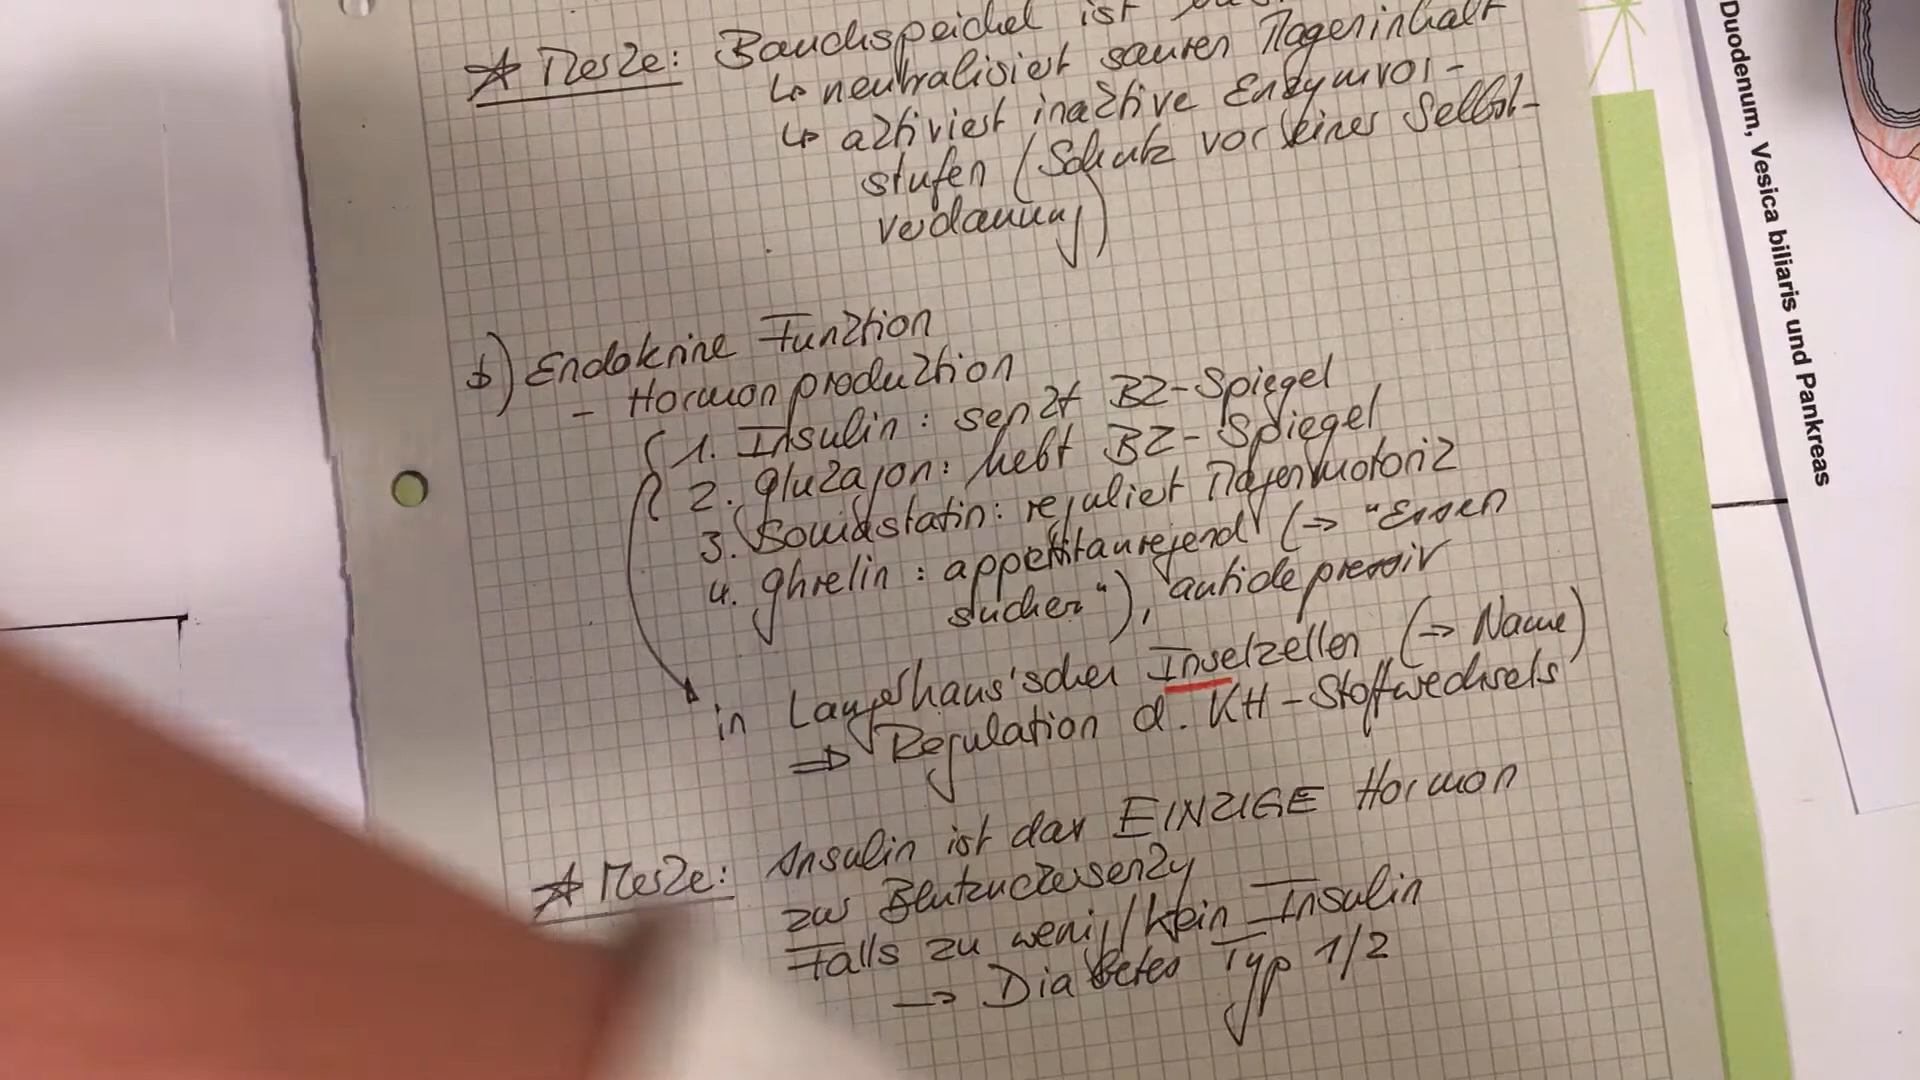 ★ Merke: Bauchspeichel ist
↳ neutralisiert sauren Mageninhalt
↳ aktiviert inaktive Enzymvor-
stufen (Schutz vor einer Selbst-
verdauung)
b) Endokrine Funktion
- Hormonproduktion
1. Insulin: senkt BZ-Spiegel
2. Glukagon: hebt BZ-Spiegel
3. Somastatin: reguliert Magenmotorik
4. Ghrelin: appetitanregend (→ "Essen
suchen"), antidepressiv
in Langerhans'schen Inselzellen (→ Name)
⇒ Regulation d. KH-Stoffwechsels
★ Merke: Insulin ist das EINZIGE Hormon
zur Blutzuckersenkg
Falls zu wenig/kein Insulin
→ Diabetes Typ 1/2
Duodenum, Vesica biliaris und Pankreas